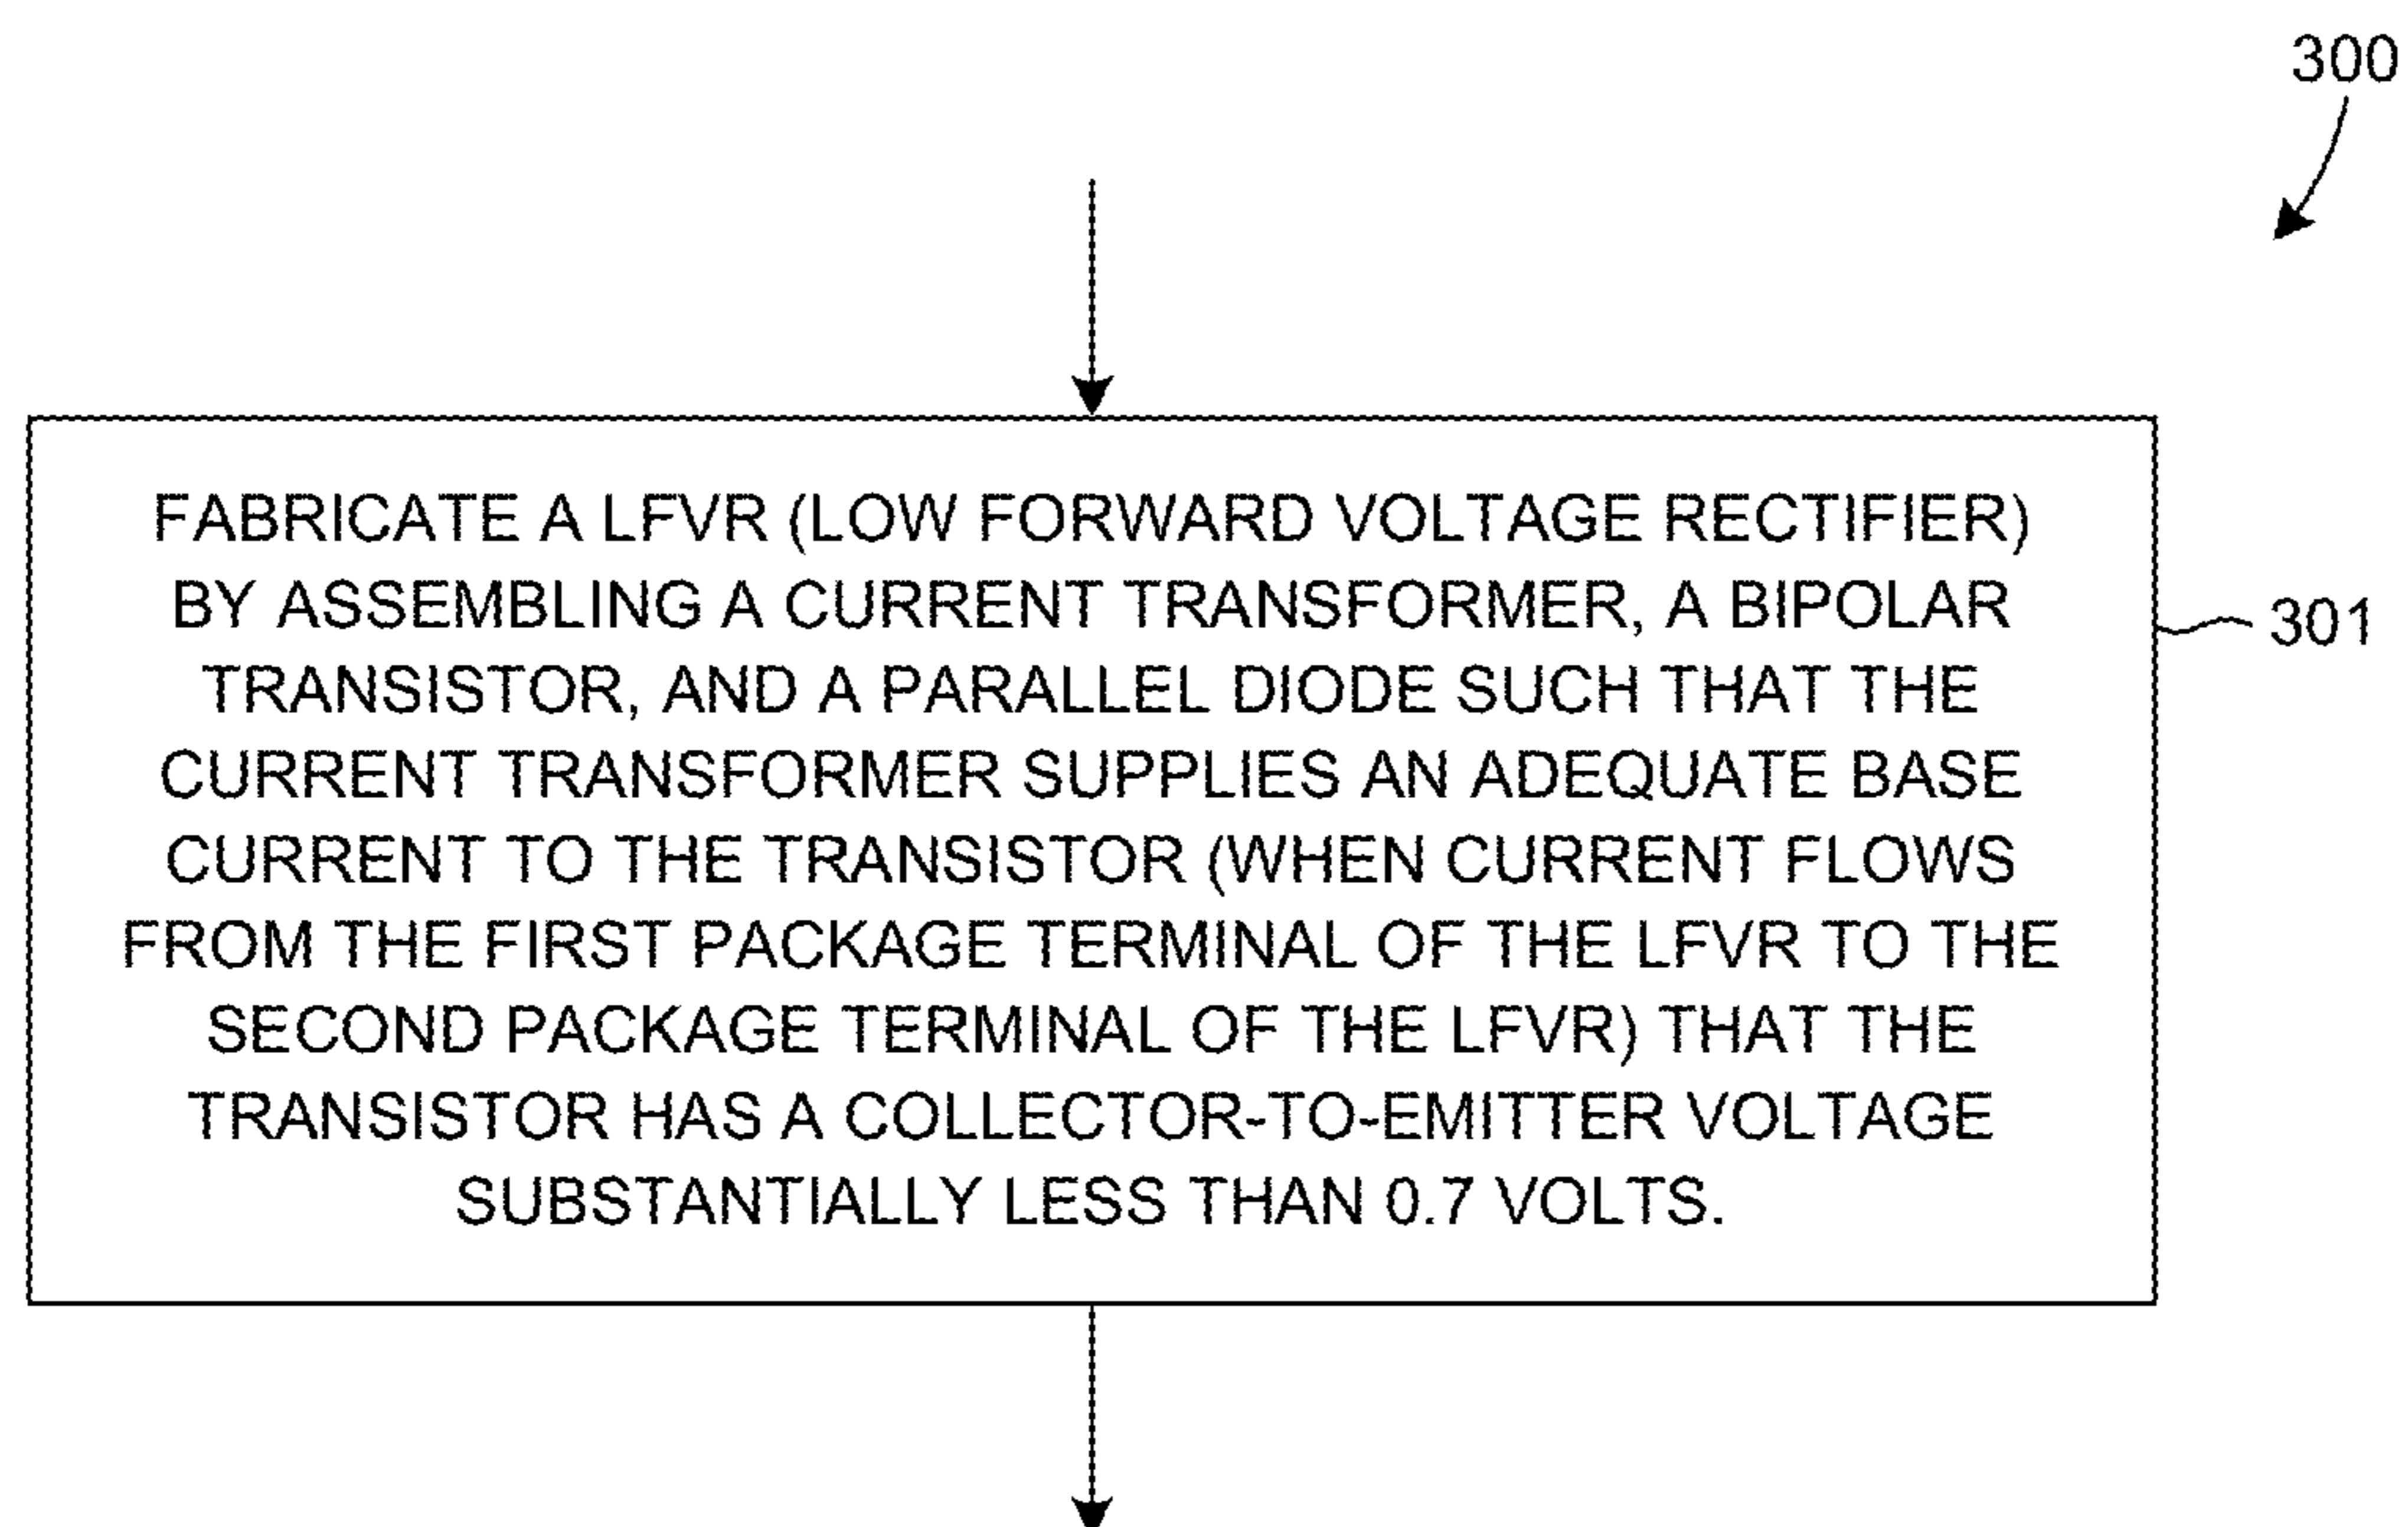 300
FABRICATE A LFVR (LOW FORWARD VOLTAGE RECTIFIER)
BY ASSEMBLING A CURRENT TRANSFORMER, A BIPOLAR
TRANSISTOR, AND A PARALLEL DIODE SUCH THAT THE
CURRENT TRANSFORMER SUPPLIES AN ADEQUATE BASE
CURRENT TO THE TRANSISTOR (WHEN CURRENT FLOWS
FROM THE FIRST PACKAGE TERMINAL OF THE LFVR TO THE
SECOND PACKAGE TERMINAL OF THE LFVR) THAT THE
TRANSISTOR HAS A COLLECTOR-TO-EMITTER VOLTAGE
SUBSTANTIALLY LESS THAN 0.7 VOLTS.
301